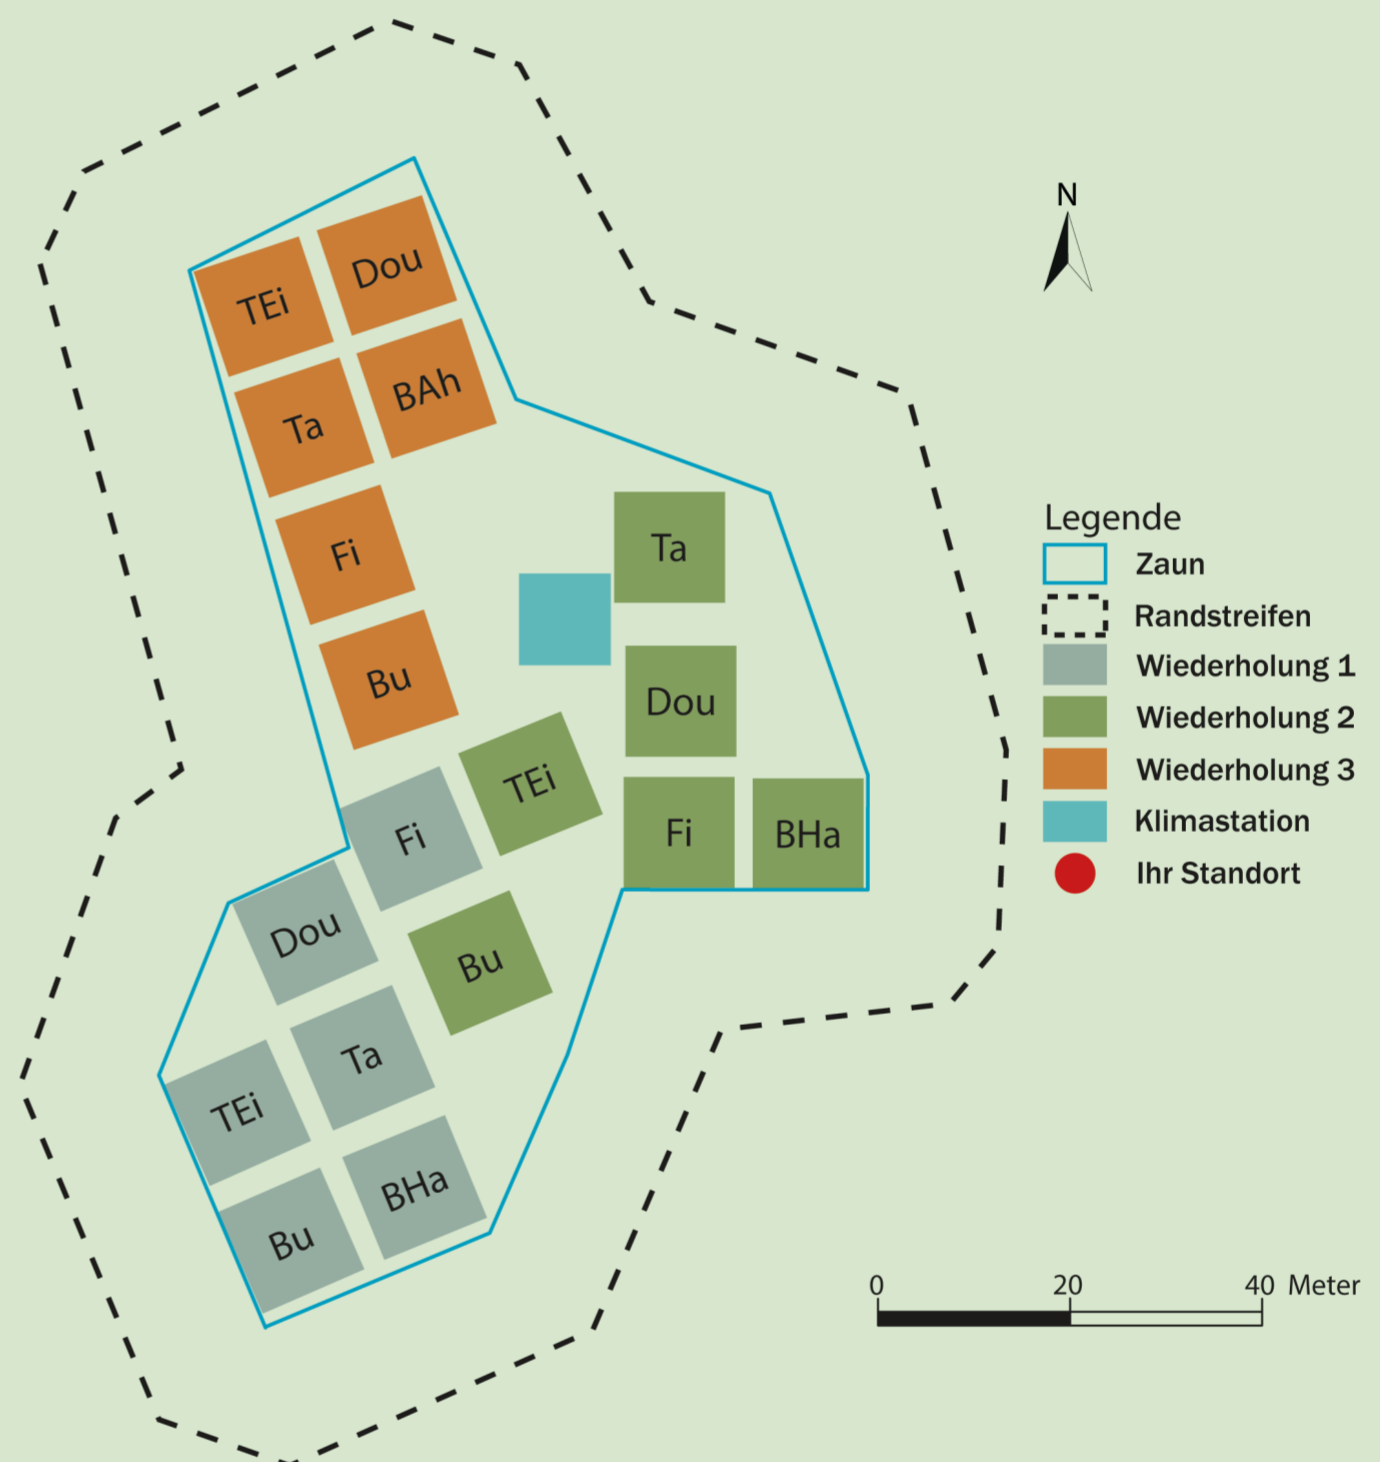 N
Dou
TEi
BAh
Ta
Fi
Bu
Ta
Dou
TEi
Fi
BHa
Fi
Dou
Bu
Ta
TEi
BHa
Bu
Legende
Zaun
Randstreifen
Wiederholung 1
Wiederholung 2
Wiederholung 3
Klimastation
Ihr Standort
0 20 40 Meter